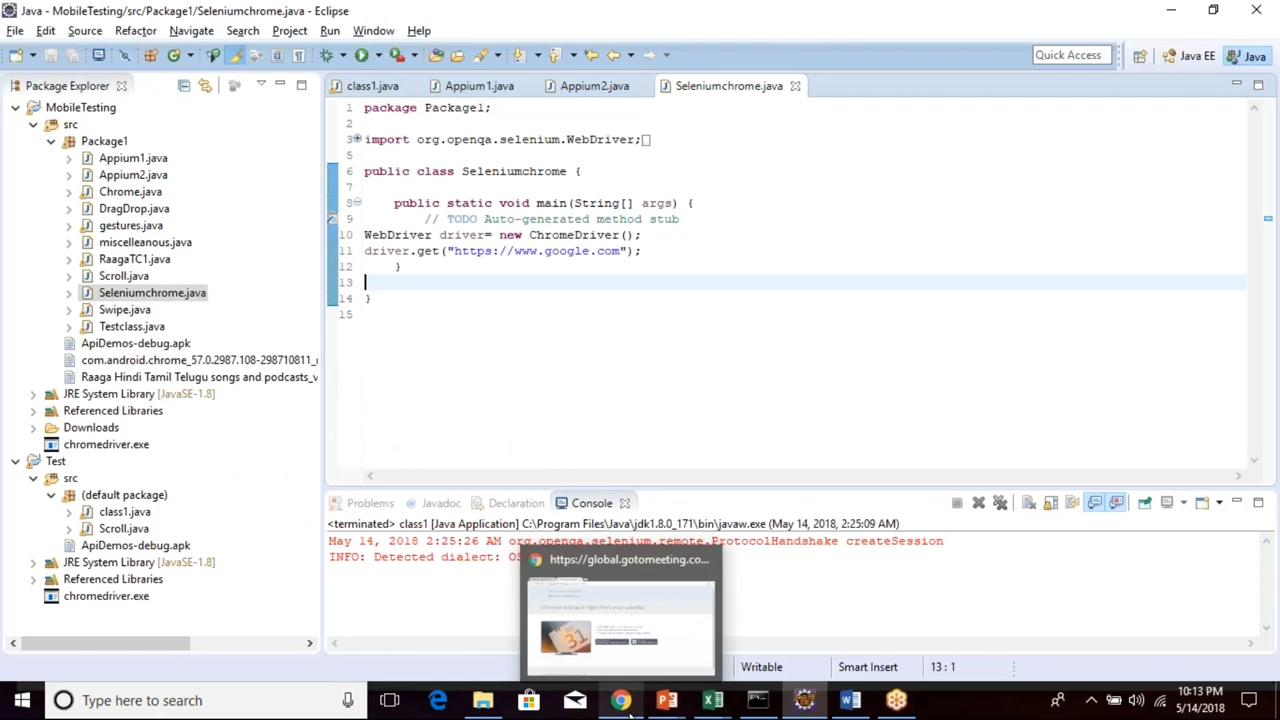 Java - MobileTesting/src/Package1/Seleniumchrome.java - Eclipse
File Edit Source Refactor Navigate Search Project Run Window Help
Quick Access Java EE Java
Package Explorer
MobileTesting
src
Package1
Appium1.java
Appium2.java
Chrome.java
DragDrop.java
gestures.java
miscelleanous.java
RaagaTC1.java
Scroll.java
Seleniumchrome.java
Swipe.java
Testclass.java
ApiDemos-debug.apk
com.android.chrome_57.0.2987.108-298710811_
Raaga Hindi Tamil Telugu songs and podcasts_v
JRE System Library [JavaSE-1.8]
Referenced Libraries
Downloads
chromedriver.exe
Test
src
(default package)
class1.java
Scroll.java
ApiDemos-debug.apk
JRE System Library [JavaSE-1.8]
Referenced Libraries
chromedriver.exe
class1.java Appium1.java Appium2.java Seleniumchrome.java
1 package Package1;
2
3 import org.openqa.selenium.WebDriver;
5
6 public class Seleniumchrome {
7
8 public static void main(String[] args) {
9 // TODO Auto-generated method stub
10 WebDriver driver= new ChromeDriver();
11 driver.get("https://www.google.com");
12 }
13
14 }
15
Problems Javadoc Declaration Console
<terminated> class1 [Java Application] C:\Program Files\Java\jdk1.8.0_171\bin\javaw.exe (May 14, 2018, 2:25:09 AM)
May 14, 2018 2:25:26 AM org.openqa.selenium.remote.ProtocolHandshake createSession
INFO: Detected dialect:
https://global.gotomeeting.co...
31
Writable Smart Insert 13 : 1
Type here to search
5/14/2018